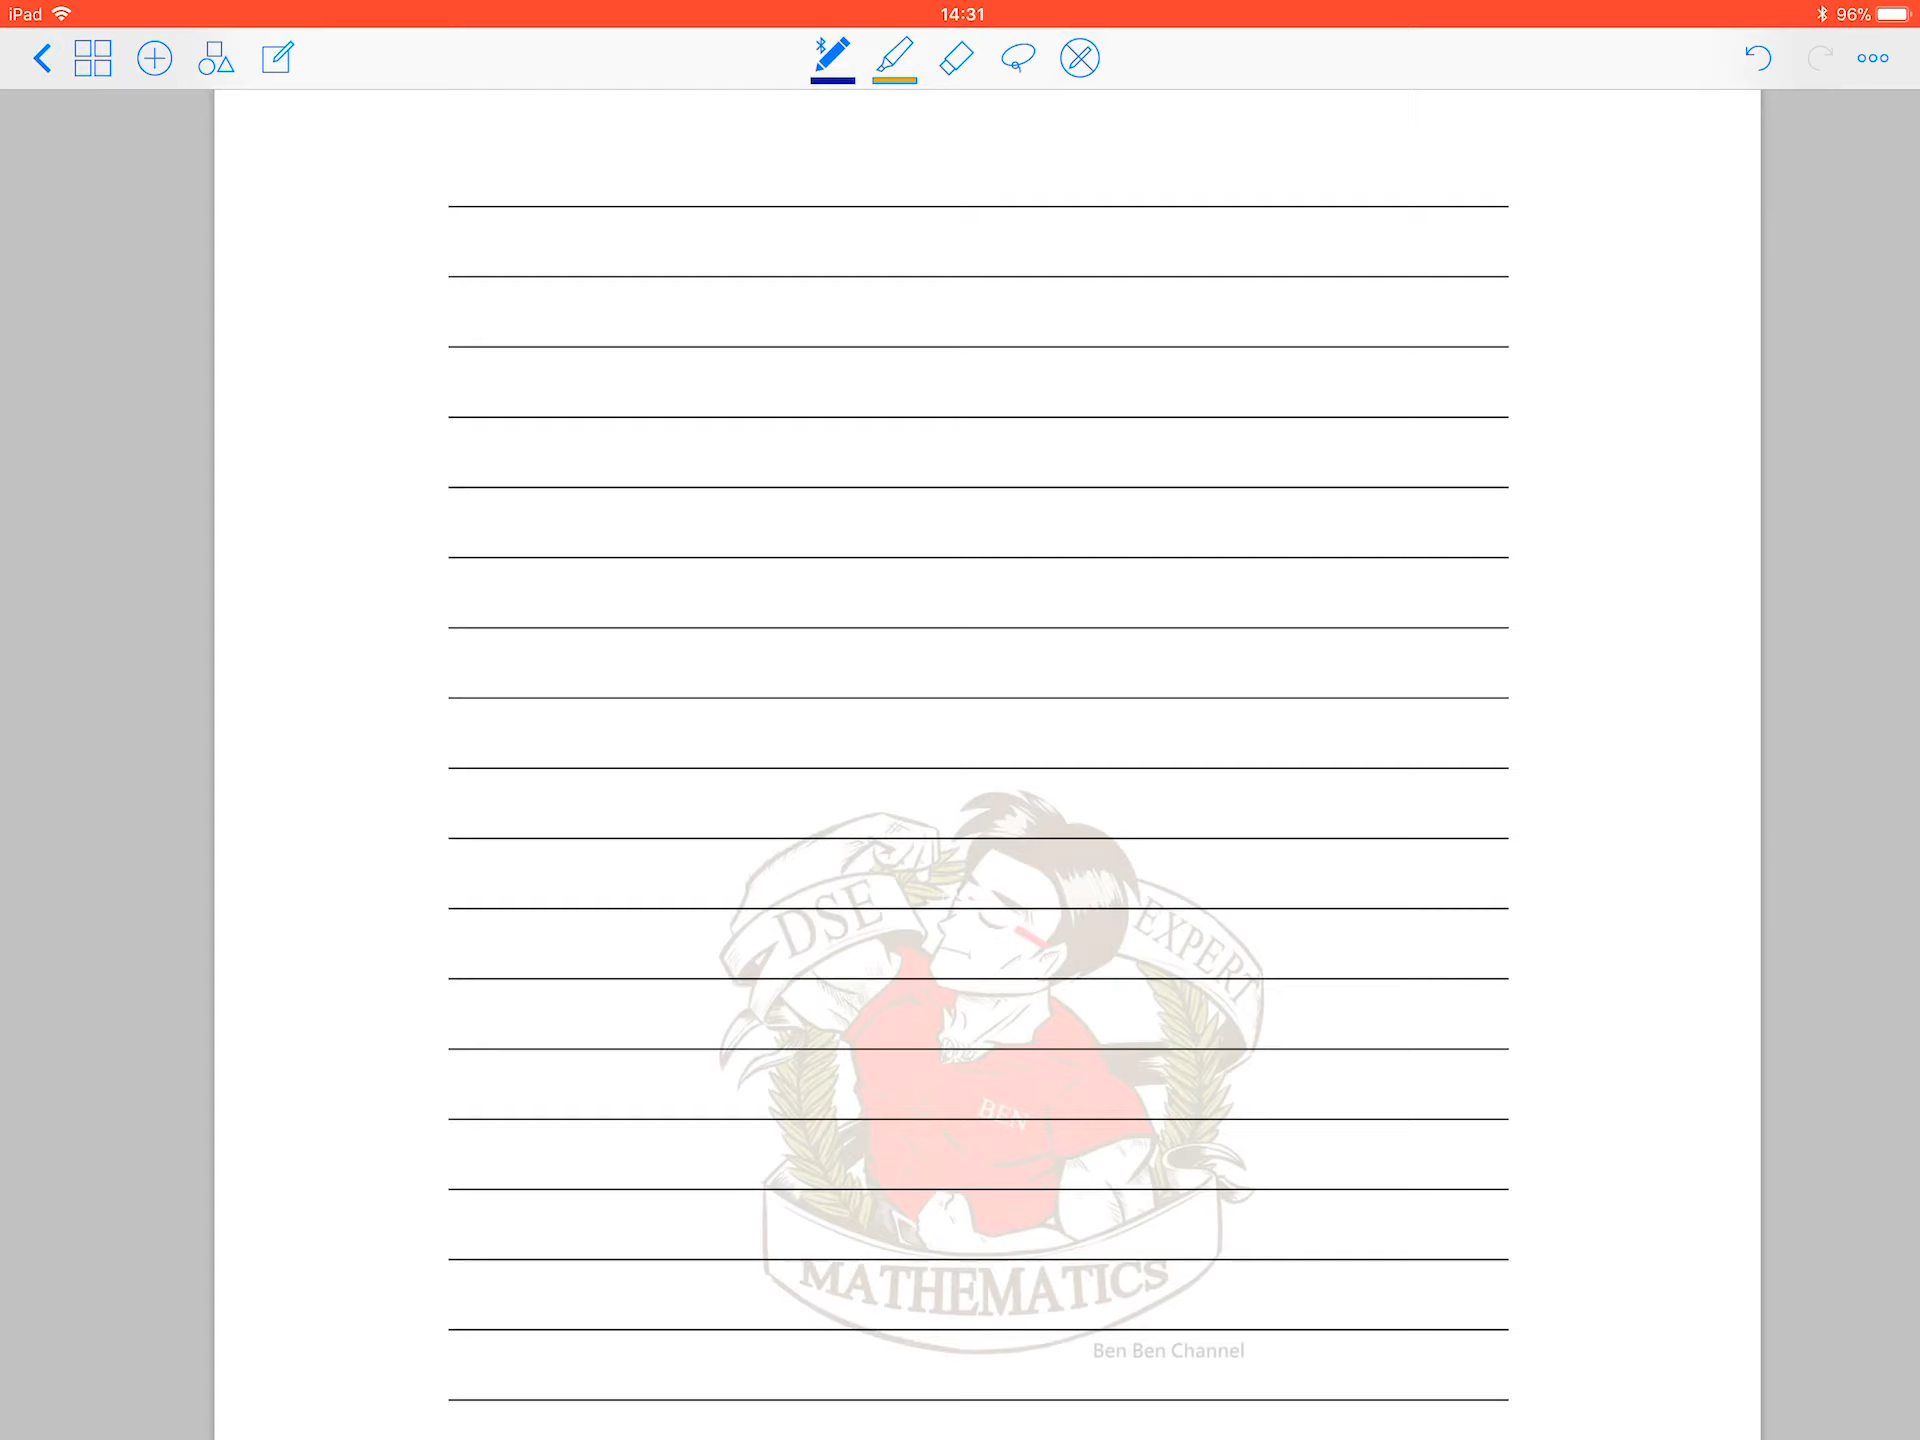 iPad 14:31 96%
DSE EXPERT
BEN
MATHEMATICS
Ben Ben Channel